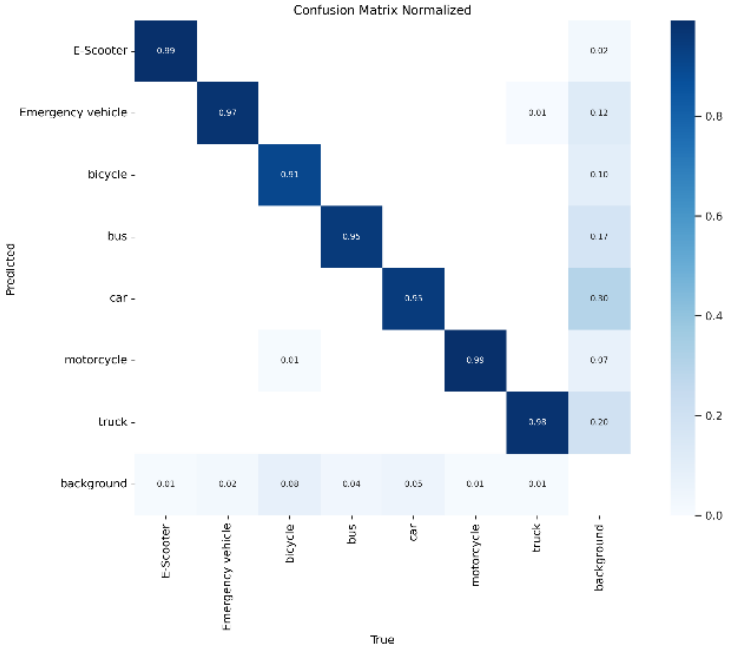 Confusion Matrix Normalized
E-Scooter
0.99
0.02
Emergency vehicle
0.97
0.01
0.12
0.8
bicycle
0.91
0.10
bus
0.95
0.17
0.6
Predicted
car
0.95
0.30
0.4
motorcycle
0.01
0.99
0.07
truck
0.98
0.20
0.2
background
0.01
0.02
0.08
0.04
0.05
0.01
0.01
0.0
E-Scooter
Emergency vehicle
bicycle
bus
car
motorcycle
truck
background
True